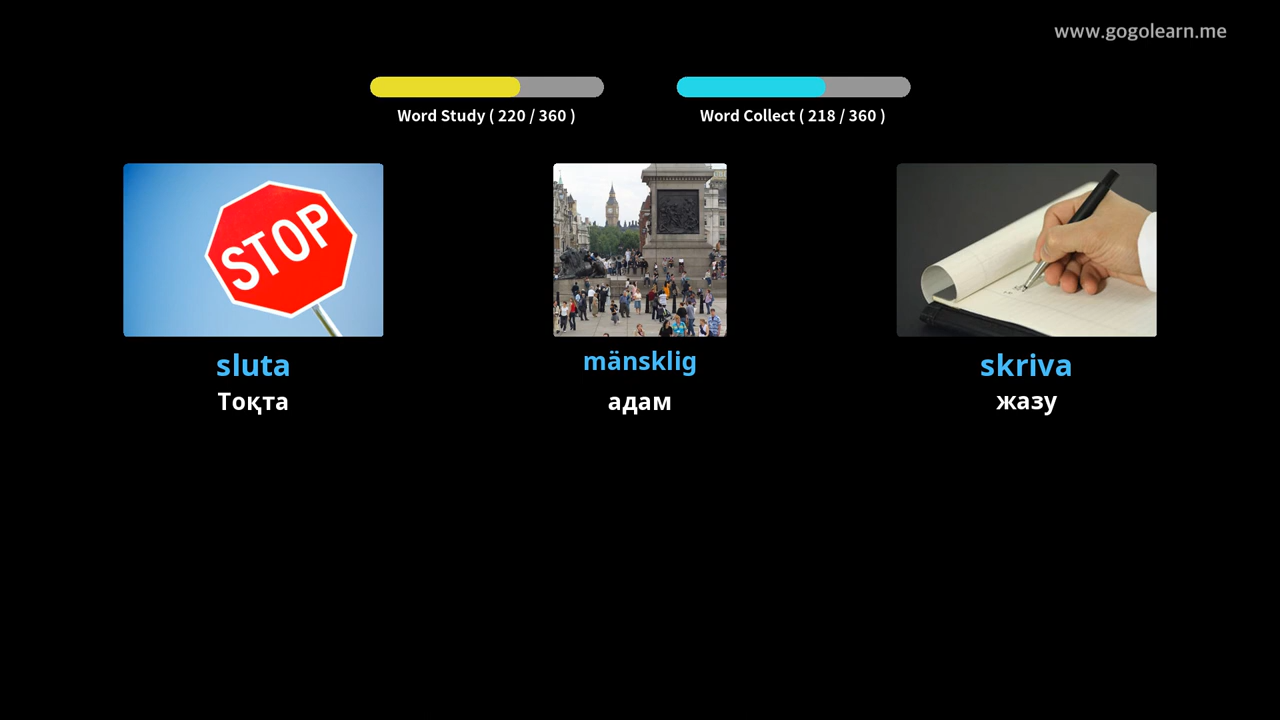 www.gogolearn.me
Word Study ( 220 / 360 )
Word Collect ( 218 / 360 )
STOP
sluta
mänsklig
skriva
Тоқта
адам
жазу